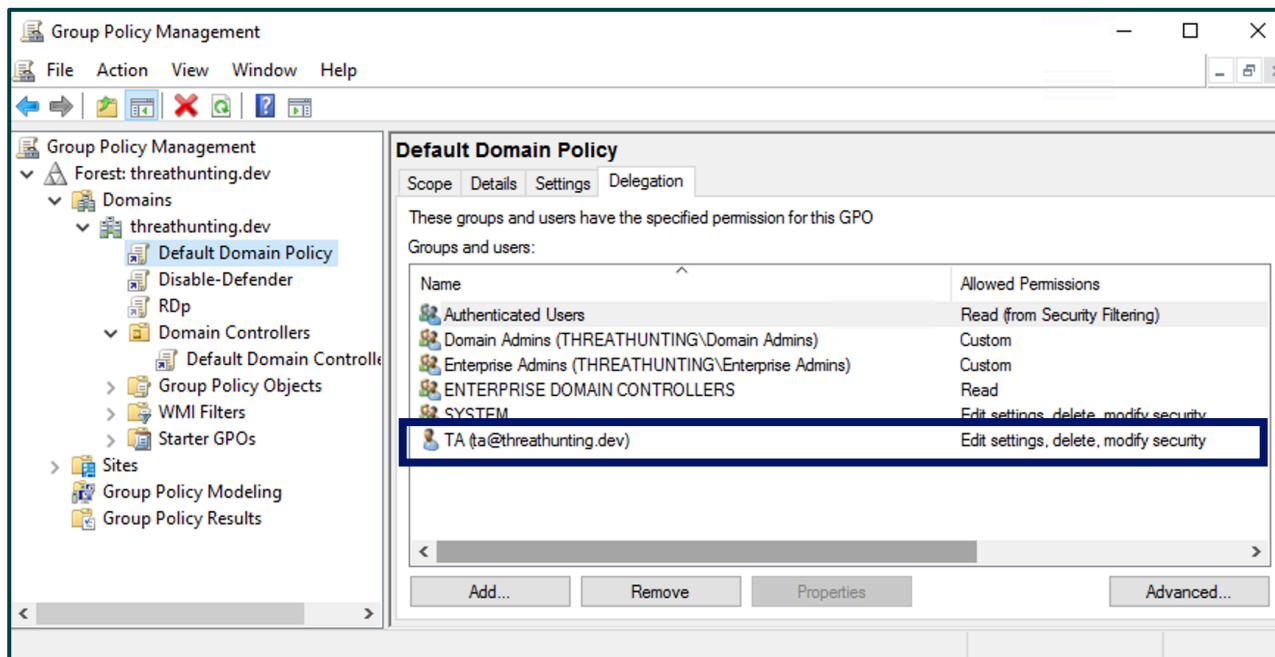 Group Policy Management
File Action View Window Help
Group Policy Management
Forest: threathunting.dev
Domains
threathunting.dev
Default Domain Policy
Disable-Defender
RDp
Domain Controllers
Default Domain Controlle
Group Policy Objects
WMI Filters
Starter GPOs
Sites
Group Policy Modeling
Group Policy Results
Default Domain Policy
Scope Details Settings Delegation
These groups and users have the specified permission for this GPO
Groups and users:
Name Allowed Permissions
Authenticated Users Read (from Security Filtering)
Domain Admins (THREATHUNTING\Domain Admins) Custom
Enterprise Admins (THREATHUNTING\Enterprise Admins) Custom
ENTERPRISE DOMAIN CONTROLLERS Read
SYSTEM Edit settings, delete, modify security
TA (ta@threathunting.dev) Edit settings, delete, modify security
Add... Remove Properties Advanced...